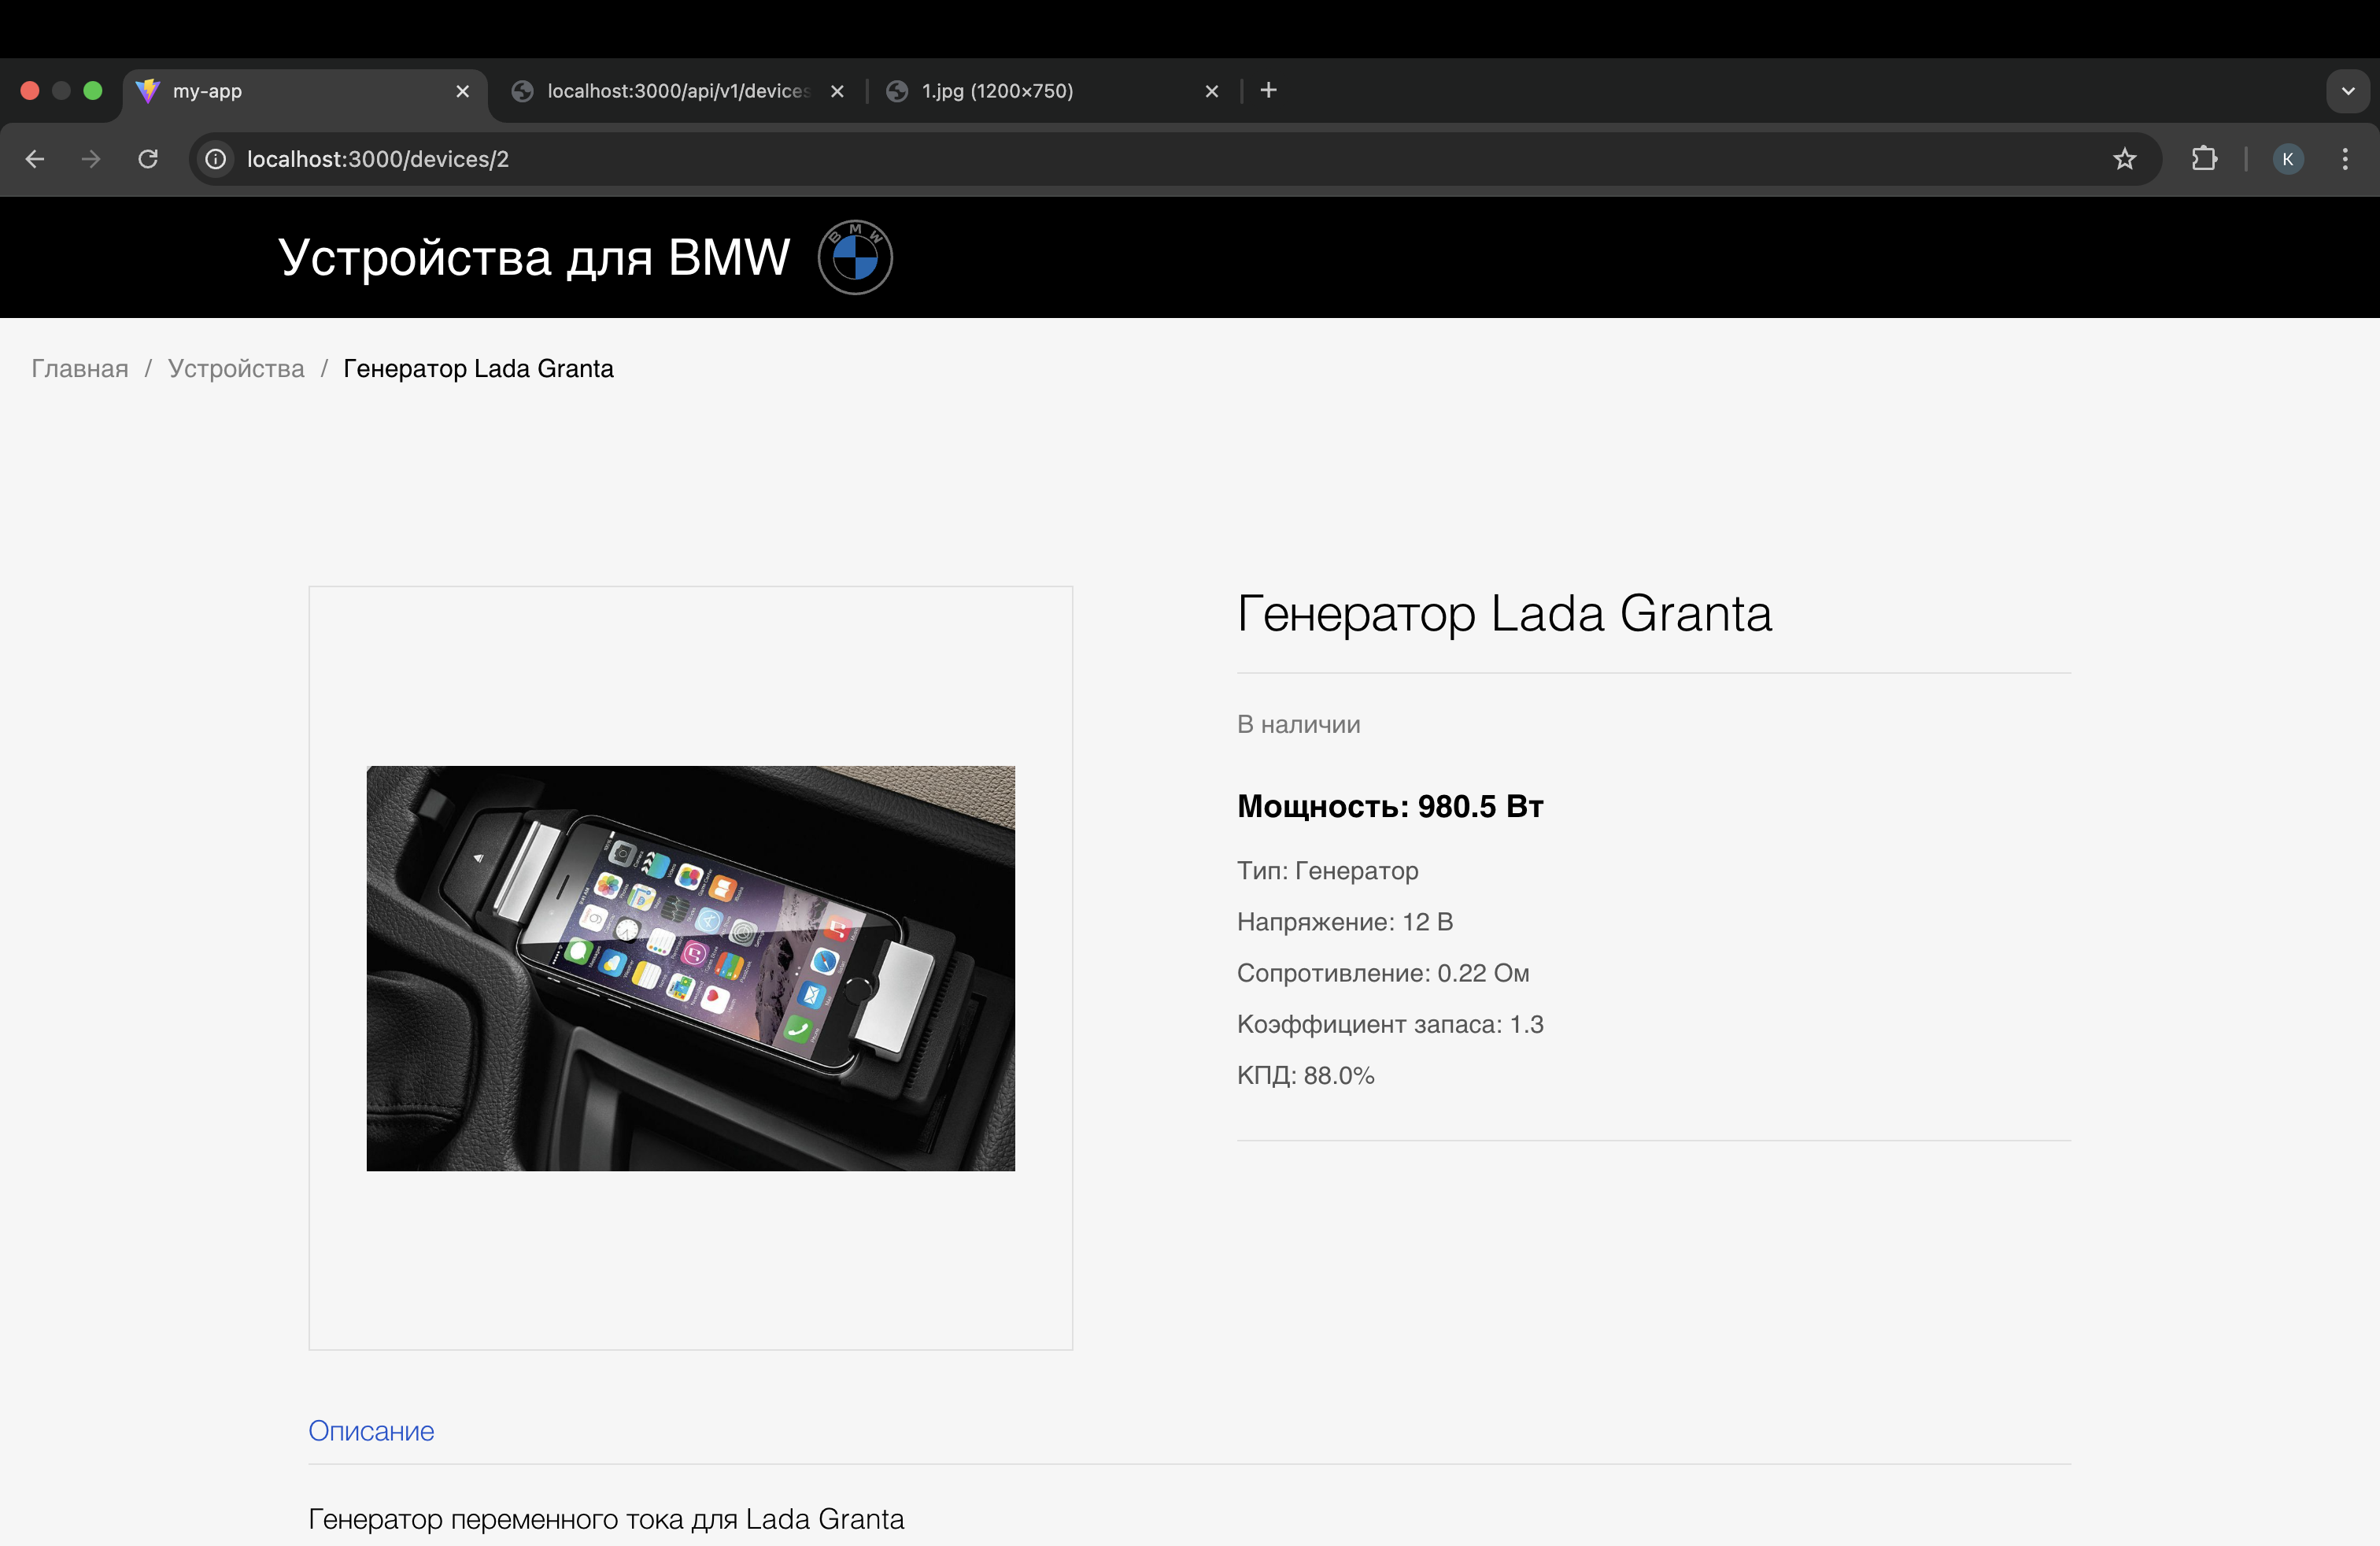 my-app
localhost:3000/api/v1/devices
1.jpg (1200×750)
localhost:3000/devices/2
K
Устройства для BMW
BMW
Главная / Устройства / Генератор Lada Granta
Генератор Lada Granta
В наличии
Мощность: 980.5 Вт
Тип: Генератор
Напряжение: 12 В
Сопротивление: 0.22 Ом
Коэффициент запаса: 1.3
КПД: 88.0%
Описание
Генератор переменного тока для Lada Granta